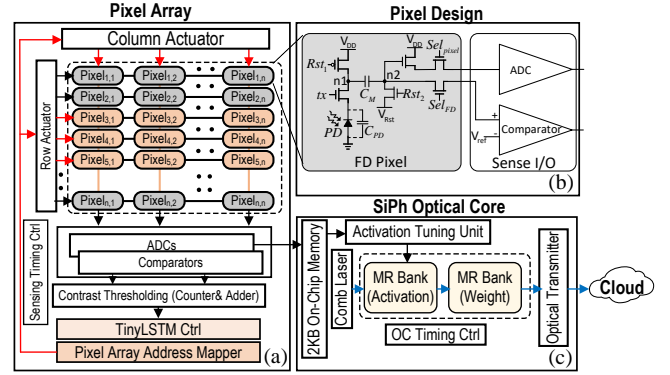 Pixel Array
Column Actuator
Row Actuator
Pixel1,1 Pixel1,2 Pixel1,n
Pixel2,1 Pixel2,n
Pixel3,1 Pixel3,2 Pixel3,n
Pixel4,1 Pixel4,2 Pixel4,n
Pixel5,1 Pixel5,2 Pixel5,n
Pixeln,1 Pixeln,2 Pixeln,n
Sensing Timing Ctrl
ADCs
Comparators
Contrast Thresholding (Counter& Adder)
TinyLSTM Ctrl
Pixel Array Address Mapper
(a)
Pixel Design
VDD
VDD
Selpixel
Rst1
n1
n2
CM
Rst2
SelFD
tx
VRst
PD
CPD
FD Pixel
ADC
+
Comparator
Vref
-
Sense I/O
(b)
SiPh Optical Core
2KB On-Chip Memory
Activation Tuning Unit
Comb Laser
MR Bank
(Activation)
MR Bank
(Weight)
Optical Transmitter
Cloud
OC Timing Ctrl
(c)